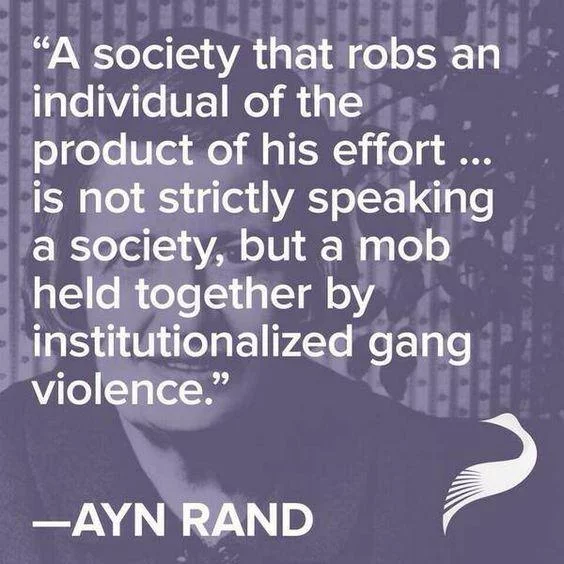 “A society that robs an
individual of the
product of his effort ...
is not strictly speaking
a society, but a mob
held together by
institutionalized gang
violence.”
—AYN RAND